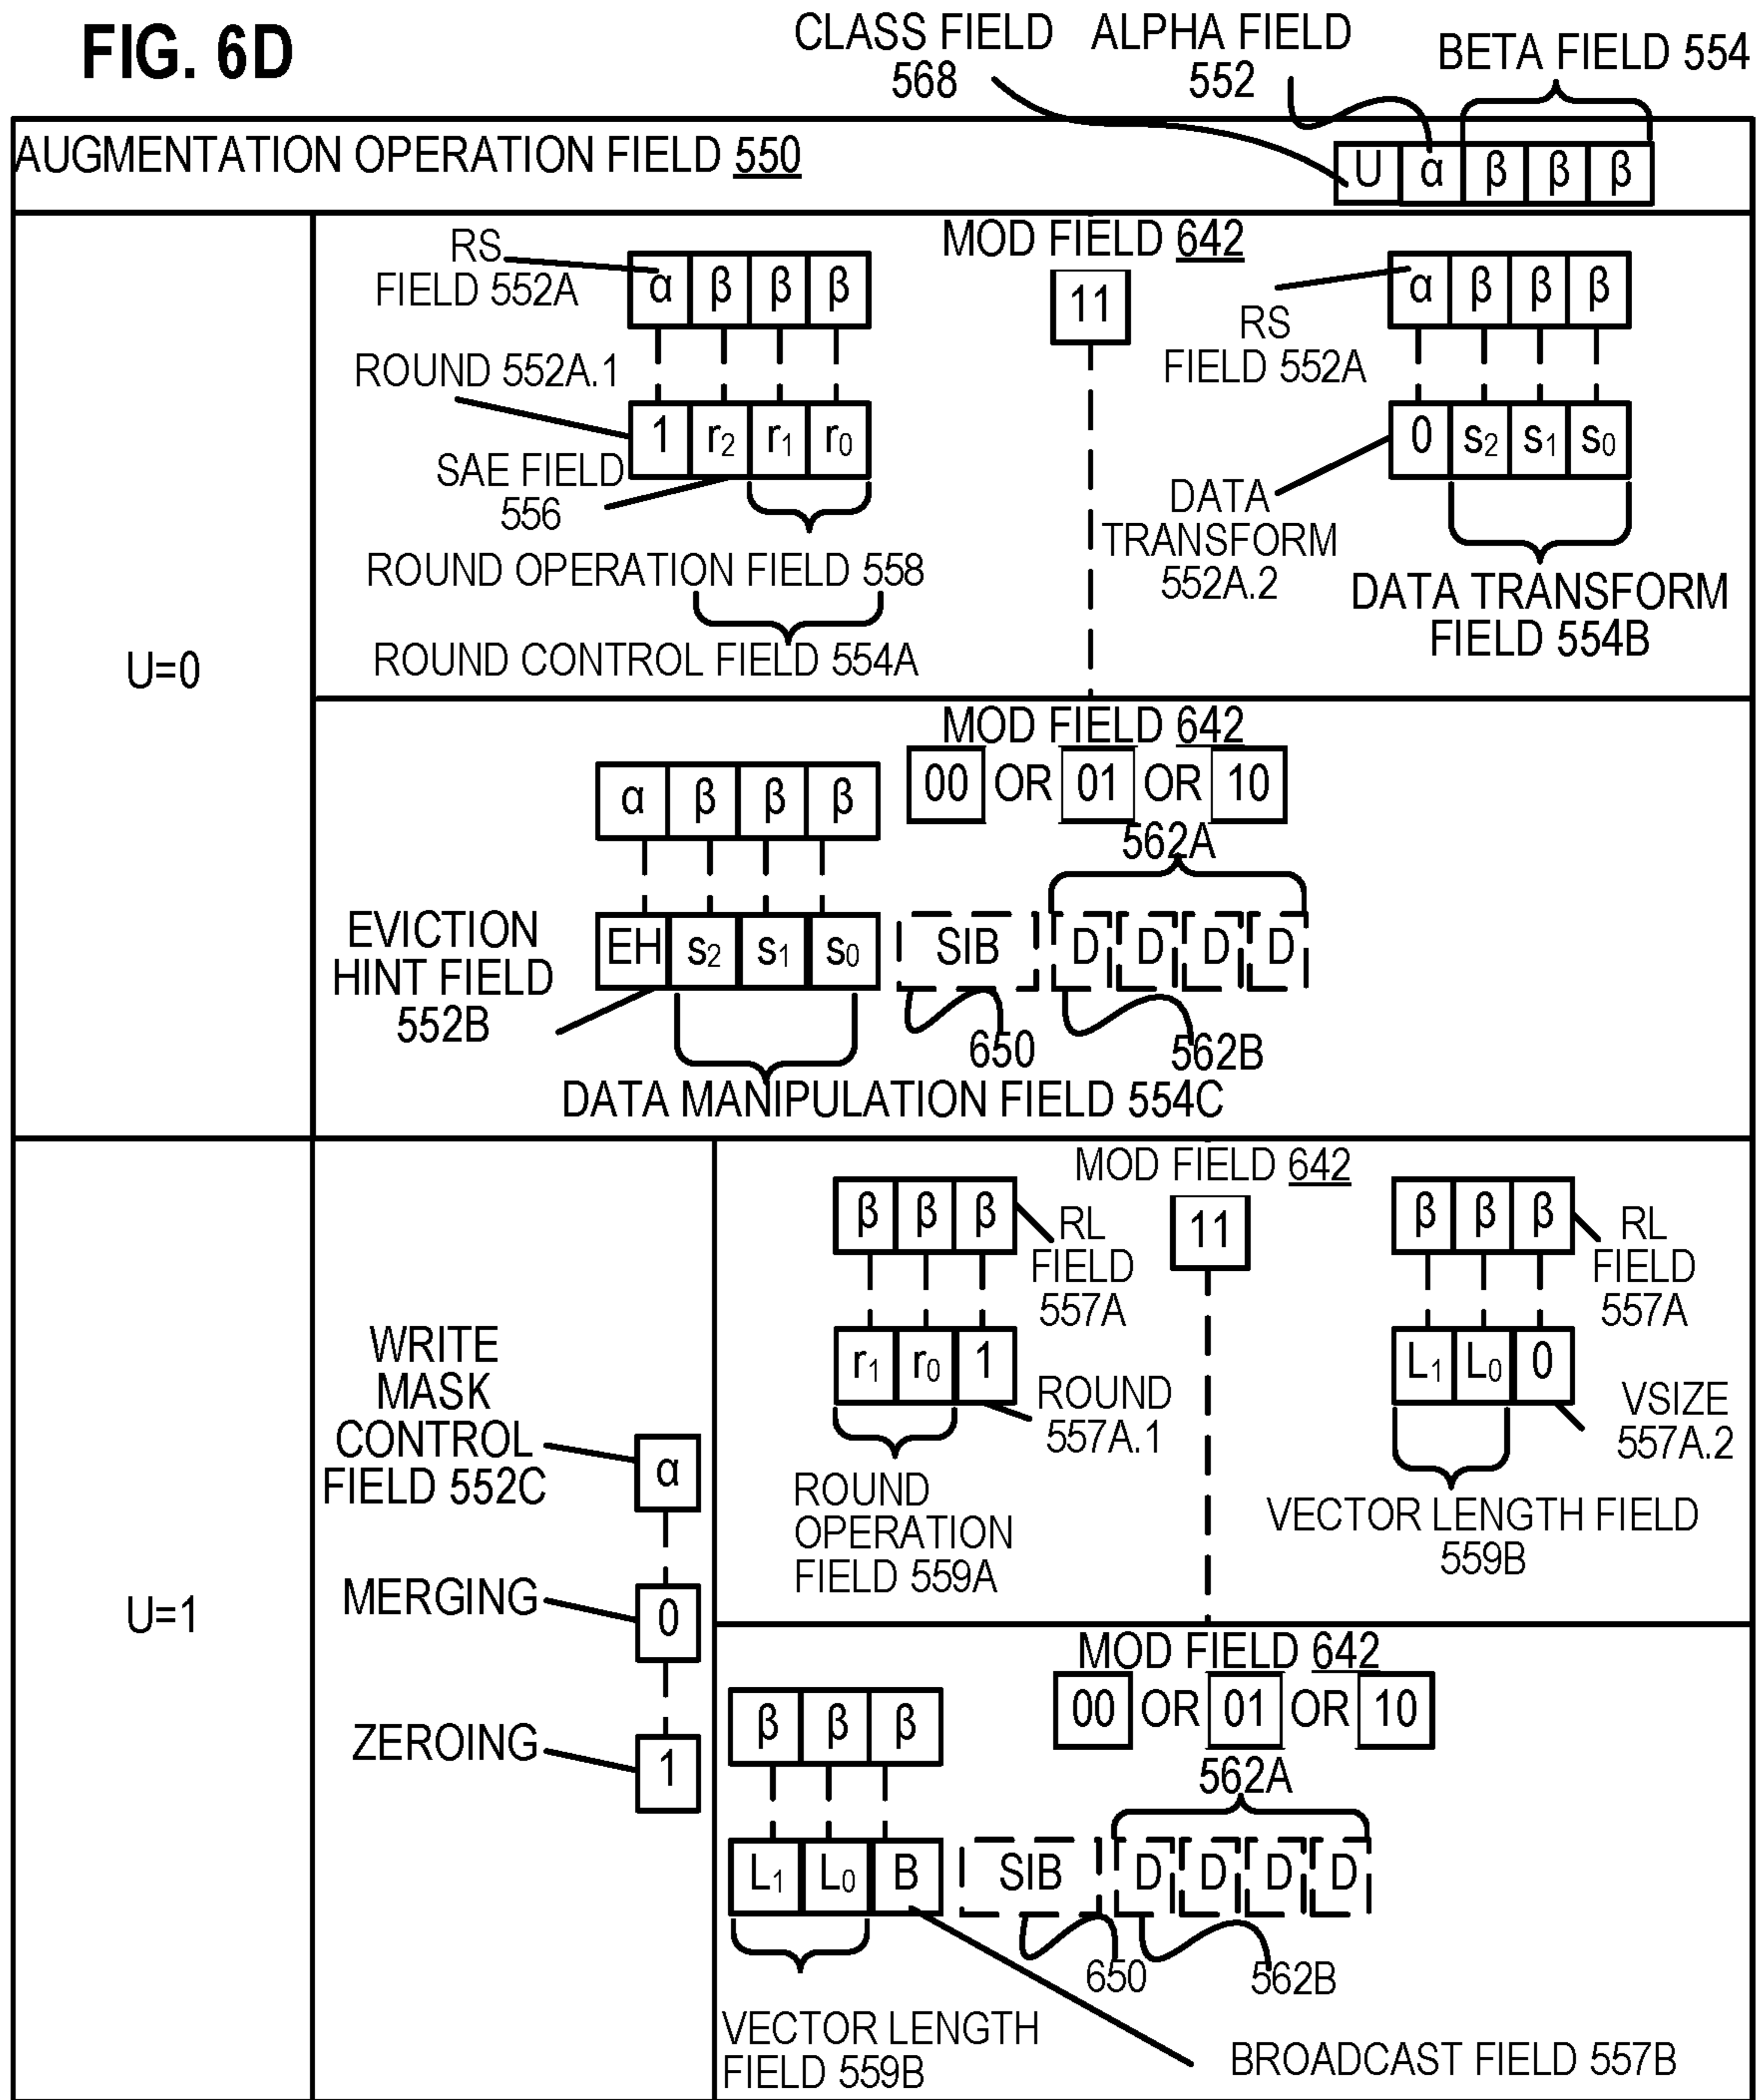 FIG. 6D
CLASS FIELD
568
ALPHA FIELD
552
BETA FIELD 554
AUGMENTATION OPERATION FIELD 550
U α β β β
U=0
MOD FIELD 642
11
RS
FIELD 552A
α β β β
ROUND 552A.1
1 r2 r1 r0
SAE FIELD
556
ROUND OPERATION FIELD 558
ROUND CONTROL FIELD 554A
α β β β
RS
FIELD 552A
0 s2 s1 s0
DATA
TRANSFORM
552A.2
DATA TRANSFORM
FIELD 554B
MOD FIELD 642
00 OR 01 OR 10
α β β β
562A
EVICTION
HINT FIELD
552B
EH s2 s1 s0 SIB D D D D
650
562B
DATA MANIPULATION FIELD 554C
U=1
WRITE
MASK
CONTROL
FIELD 552C
α
MERGING
0
ZEROING
1
MOD FIELD 642
11
β β β
RL
FIELD
557A
r1 r0 1
ROUND
557A.1
ROUND
OPERATION
FIELD 559A
β β β
RL
FIELD
557A
L1 L0 0
VSIZE
557A.2
VECTOR LENGTH FIELD
559B
MOD FIELD 642
00 OR 01 OR 10
β β β
562A
L1 L0 B SIB D D D D
650
562B
VECTOR LENGTH
FIELD 559B
BROADCAST FIELD 557B